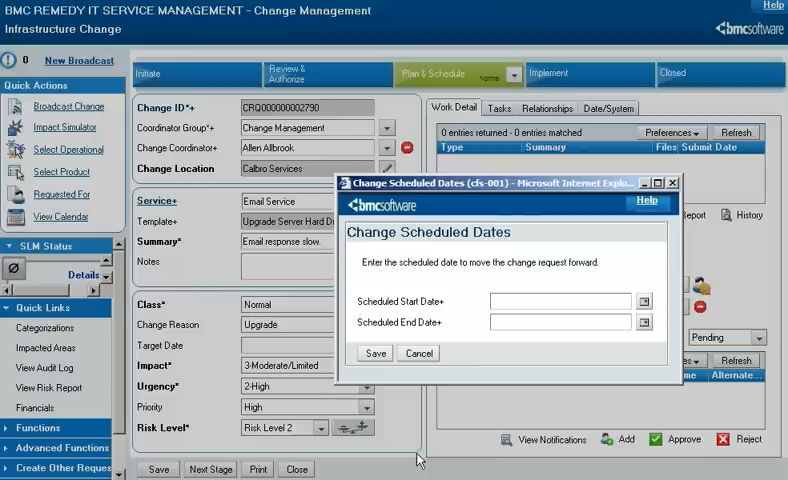 BMC REMEDY IT SERVICE MANAGEMENT - Change Management
Help
Infrastructure Change
bmcsoftware
0 New Broadcast
Quick Actions
Broadcast Change
Impact Simulator
Select Operational
Select Product
Requested For
View Calendar
SLM Status
Details
Quick Links
Categorizations
Impacted Areas
View Audit Log
View Risk Report
Financials
Functions
Advanced Functions
Create Other Reques
Initiate
Review &
Authorize
Plan & Schedule
Normal
Implement
Closed
Change ID*+ CRQ000000002790
Coordinator Group*+ Change Management
Change Coordinator+ Allen Allbrook
Change Location Calbro Services
Service+ Email Service
Template+ Upgrade Server Hard Dr
Summary* Email response slow.
Notes
Class* Normal
Change Reason Upgrade
Target Date
Impact* 3-Moderate/Limited
Urgency* 2-High
Priority High
Risk Level* Risk Level 2
Save Next Stage Print Close
Work Detail Tasks Relationships Date/System
0 entries returned - 0 entries matched Preferences Refresh
Type Summary Files Submit Date
Report History
Change Scheduled Dates (cfs-001) - Microsoft Internet Explo...
bmcsoftware Help
Change Scheduled Dates
Enter the scheduled date to move the change request forward.
Scheduled Start Date+
Scheduled End Date+
Save Cancel
Pending
es Refresh
me Alternate...
View Notifications Add Approve Reject